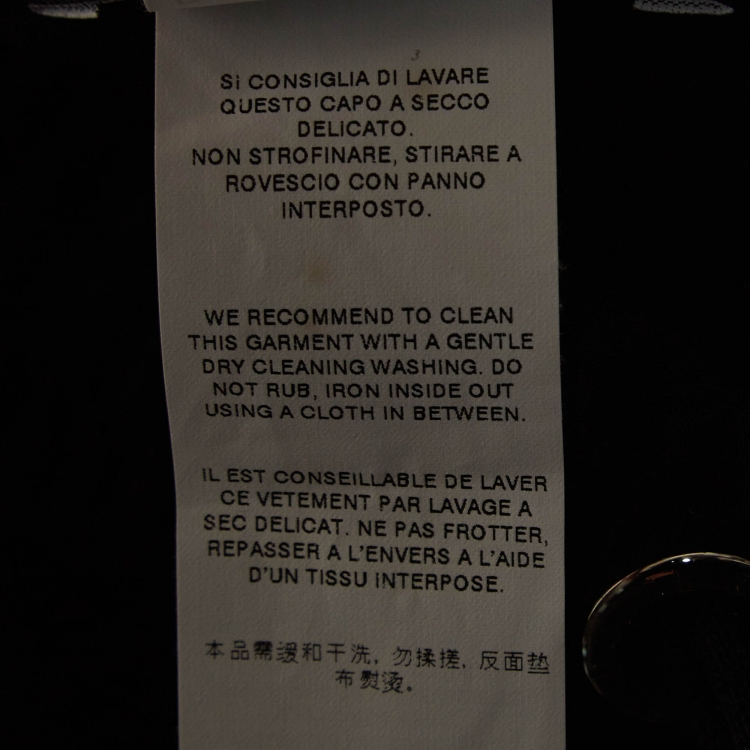 3
Si CONSIGLIA DI LAVARE
QUESTO CAPO A SECCO
DELICATO.
NON STROFINARE, STIRARE A
ROVESCIO CON PANNO
INTERPOSTO.
WE RECOMMEND TO CLEAN
THIS GARMENT WITH A GENTLE
DRY CLEANING WASHING. DO
NOT RUB, IRON INSIDE OUT
USING A CLOTH IN BETWEEN.
IL EST CONSEILLABLE DE LAVER
CE VETEMENT PAR LAVAGE A
SEC DELICAT. NE PAS FROTTER,
REPASSER A L'ENVERS A L'AIDE
D'UN TISSU INTERPOSE.
本品需缓和干洗, 勿揉搓, 反面垫
布熨烫。